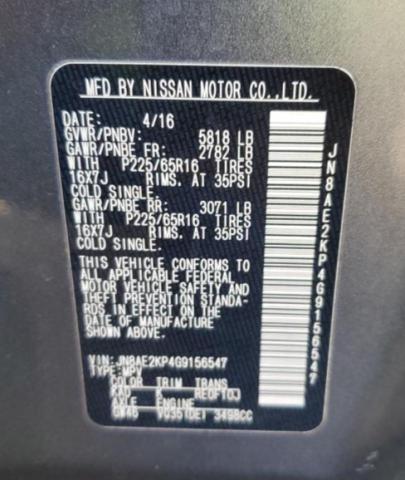 MFD BY NISSAN MOTOR CO.,LTD.
DATE: 4/16
GVWR/PNBV: 5818 LB
GAWR/PNBE FR: 2782 LB
WITH P225/65R16 TIRES
16X7J RIMS. AT 35PSI
COLD SINGLE.
GAWR/PNBE RR: 3071 LB
WITH P225/65R16 TIRES
16X7J RIMS. AT 35PSI
COLD SINGLE.
THIS VEHICLE CONFORMS TO
ALL APPLICABLE FEDERAL
MOTOR VEHICLE SAFETY AND
THEFT PREVENTION STANDA-
RDS IN EFFECT ON THE DATE
OF MANUFACTURE
SHOWN ABOVE.
VIN: JN8AE2KP4G9156547
TYPE: MPV
COLOR TRIM TRANS
KAD K RE0F10J
AXLE ENGINE
GW46 VQ35(DE) 3498CC
JN8AE2KP4G9156547